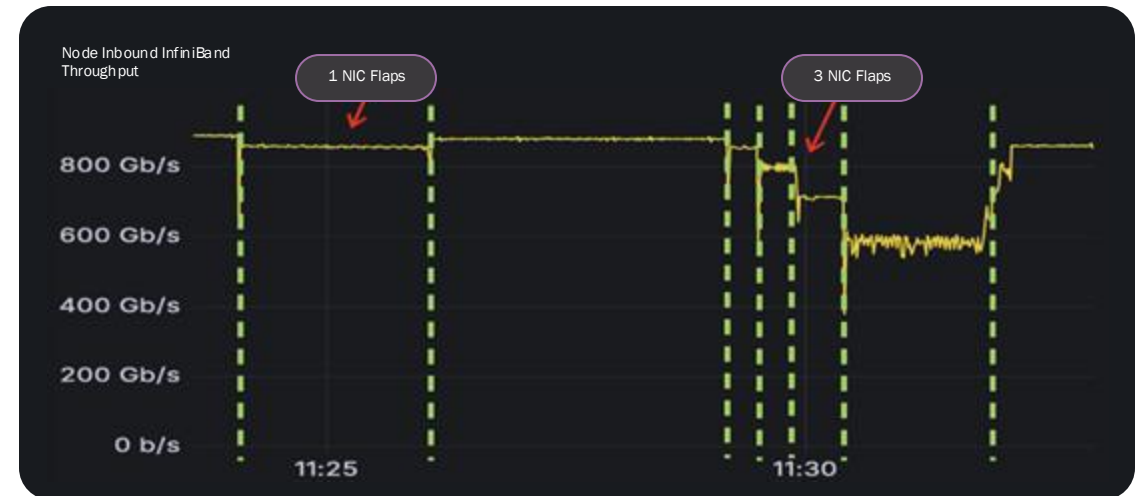 Node Inbound InfiniBand
Throughput
1 NIC Flaps
3 NIC Flaps
800 Gb/s
600 Gb/s
400 Gb/s
200 Gb/s
0 b/s
11:25
11:30